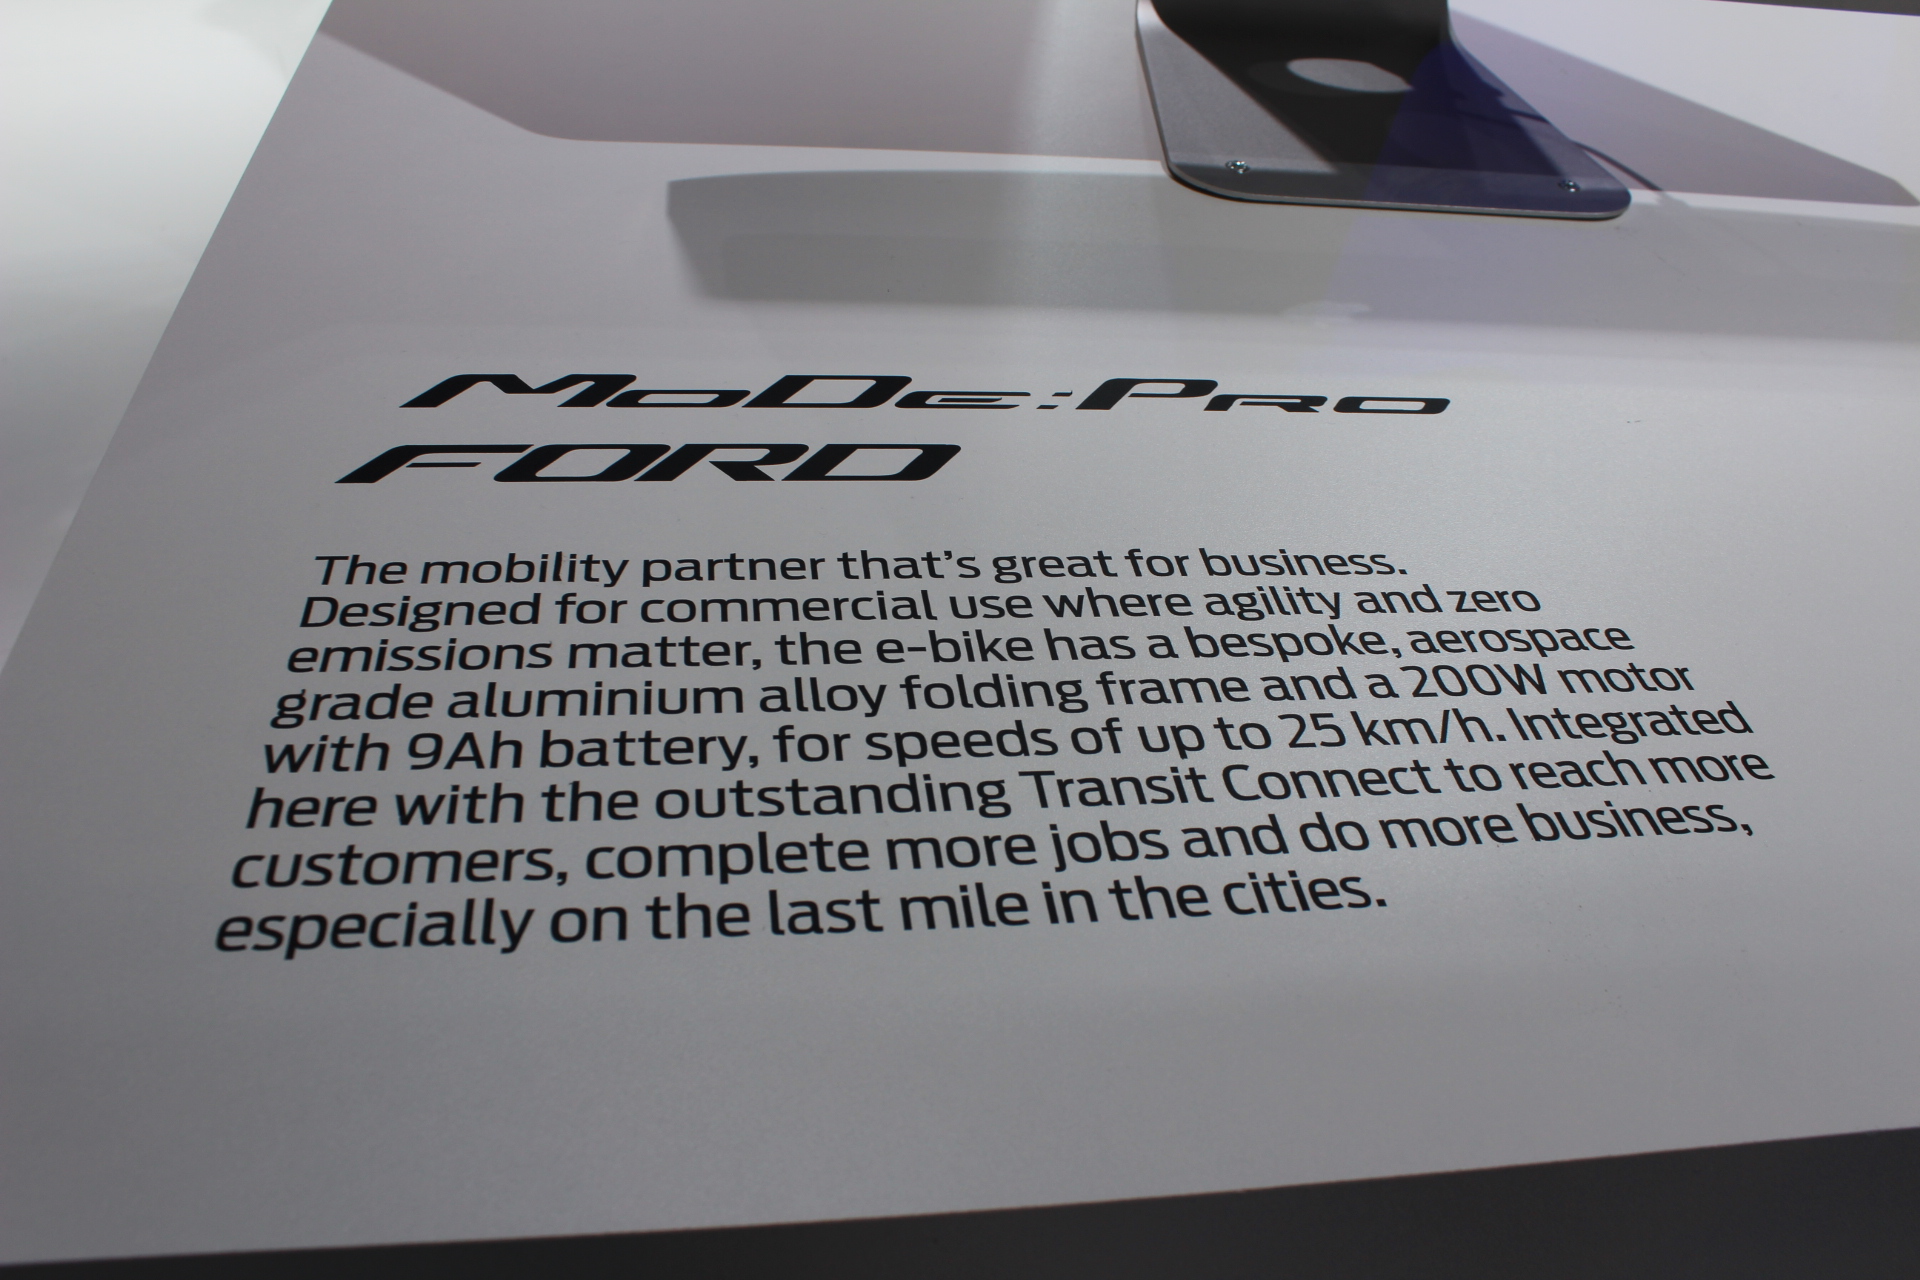 MoDe:Pro
FORD
The mobility partner that's great for business.
Designed for commercial use where agility and zero
emissions matter, the e-bike has a bespoke, aerospace
grade aluminium alloy folding frame and a 200W motor
with 9Ah battery, for speeds of up to 25 km/h. Integrated
here with the outstanding Transit Connect to reach more
customers, complete more jobs and do more business,
especially on the last mile in the cities.